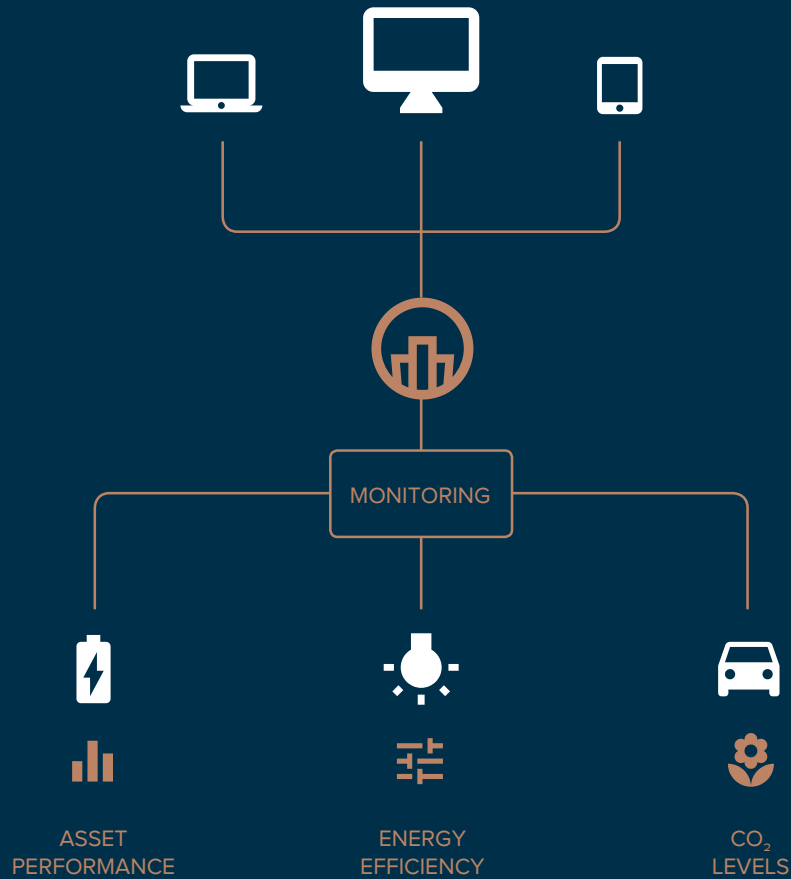 MONITORING
ASSET
PERFORMANCE
ENERGY
EFFICIENCY
CO₂
LEVELS